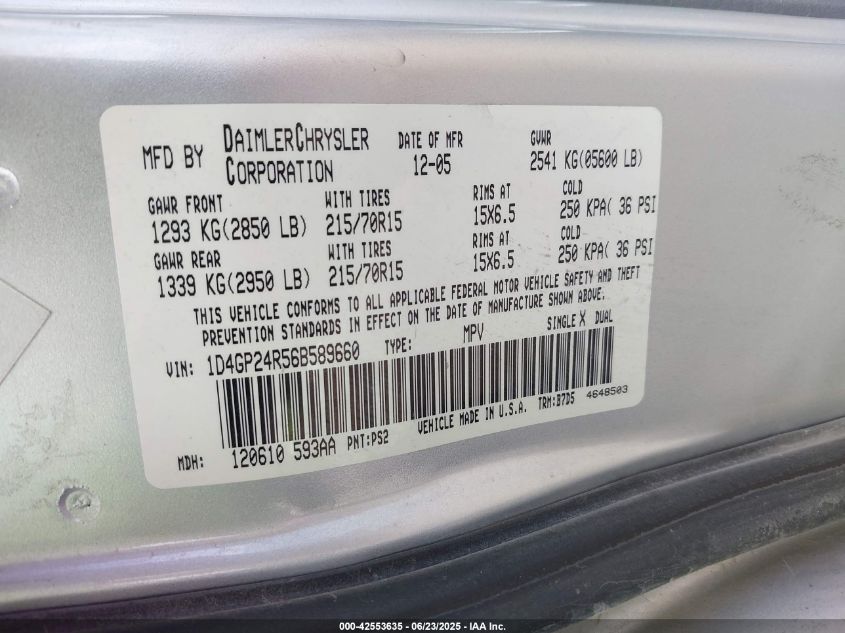 MFD BY DAIMLERCHRYSLER CORPORATION
DATE OF MFR 12-05
GVWR 2541 KG(05600 LB)
GAWR FRONT WITH TIRES RIMS AT COLD
1293 KG(2850 LB) 215/70R15 15X6.5 250 KPA( 36 PSI
GAWR REAR WITH TIRES RIMS AT COLD
1339 KG(2950 LB) 215/70R15 15X6.5 250 KPA( 36 PSI
THIS VEHICLE CONFORMS TO ALL APPLICABLE FEDERAL MOTOR VEHICLE SAFETY AND THEFT
PREVENTION STANDARDS IN EFFECT ON THE DATE OF MANUFACTURE SHOWN ABOVE.
VIN: 1D4GP24R56B589660 TYPE: MPV SINGLE X DUAL
MDH: 120610 593AA PNT:PS2 VEHICLE MADE IN U.S.A. TRM:B7D5 4648503
000-42553635 - 06/23/2025 - IAA Inc.